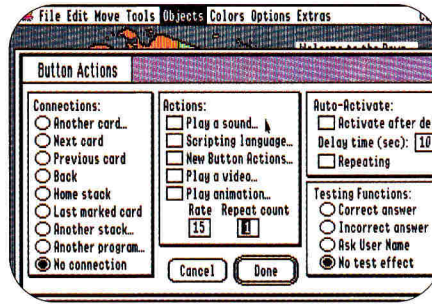 File Edit Move Tools Objects Colors Options Extras
Button Actions
Connections:
Another card...
Next card
Previous card
Back
Home stack
Last marked card
Another stack...
Another program...
No connection
Actions:
Play a sound...
Scripting language...
New Button Actions...
Play a video...
Play animation...
Rate Repeat count
15 1
Cancel Done
Auto-Activate:
Activate after de
Delay time (sec): 10
Repeating
Testing Functions:
Correct answer
Incorrect answer
Ask User Name
No test effect